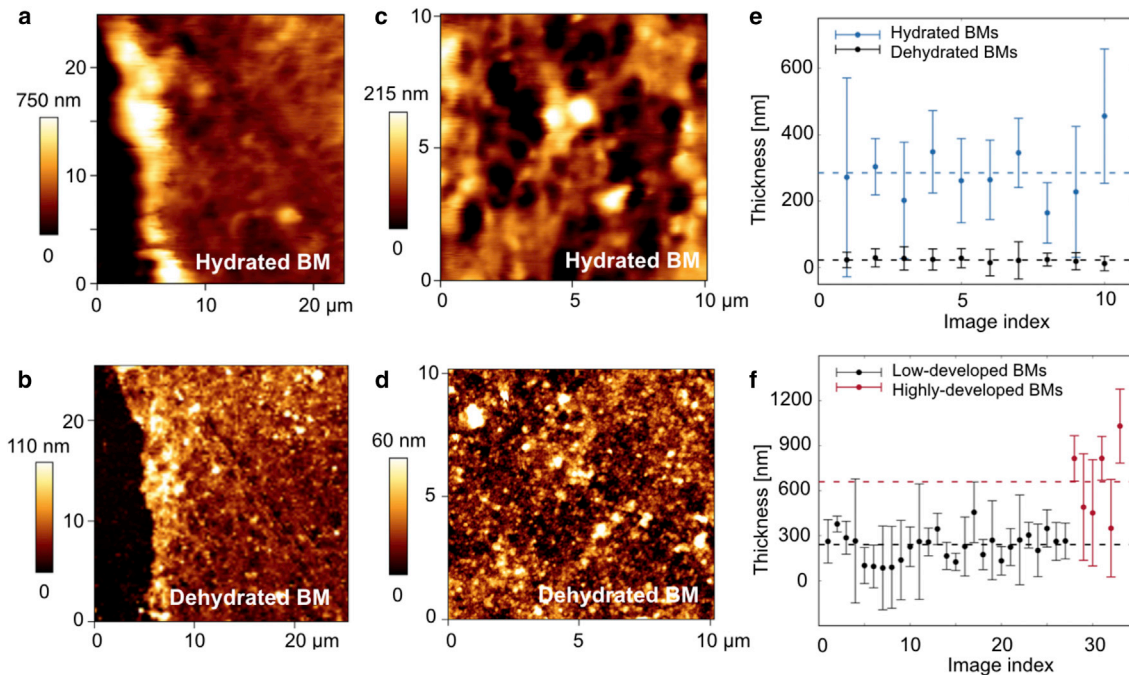 a
750 nm
0
20
10
0
Hydrated BM
0 10 20 µm
c
215 nm
0
10
5
0
Hydrated BM
0 5 10 µm
e
Hydrated BMs
Dehydrated BMs
Thickness [nm]
600
400
200
0
0 5 10
Image index
b
110 nm
0
20
10
0
Dehydrated BM
0 10 20 µm
d
60 nm
0
10
5
0
Dehydrated BM
0 5 10 µm
f
Low-developed BMs
Highly-developed BMs
Thickness [nm]
1200
900
600
300
0
0 10 20 30
Image index